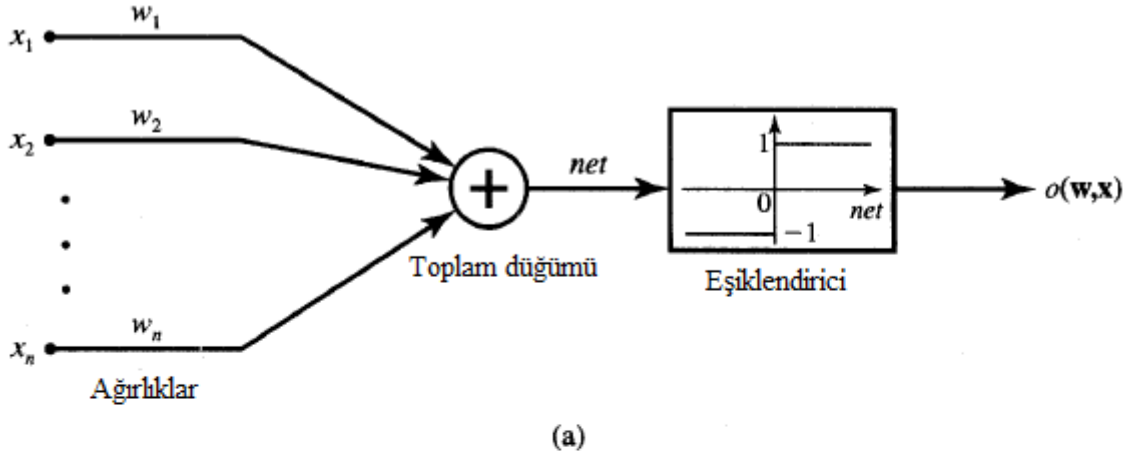 w₁
x₁
w₂
x₂
net
1
0
net
−1
o(w,x)
Toplam düğümü
Eşiklendirici
wₙ
xₙ
Ağırlıklar
(a)